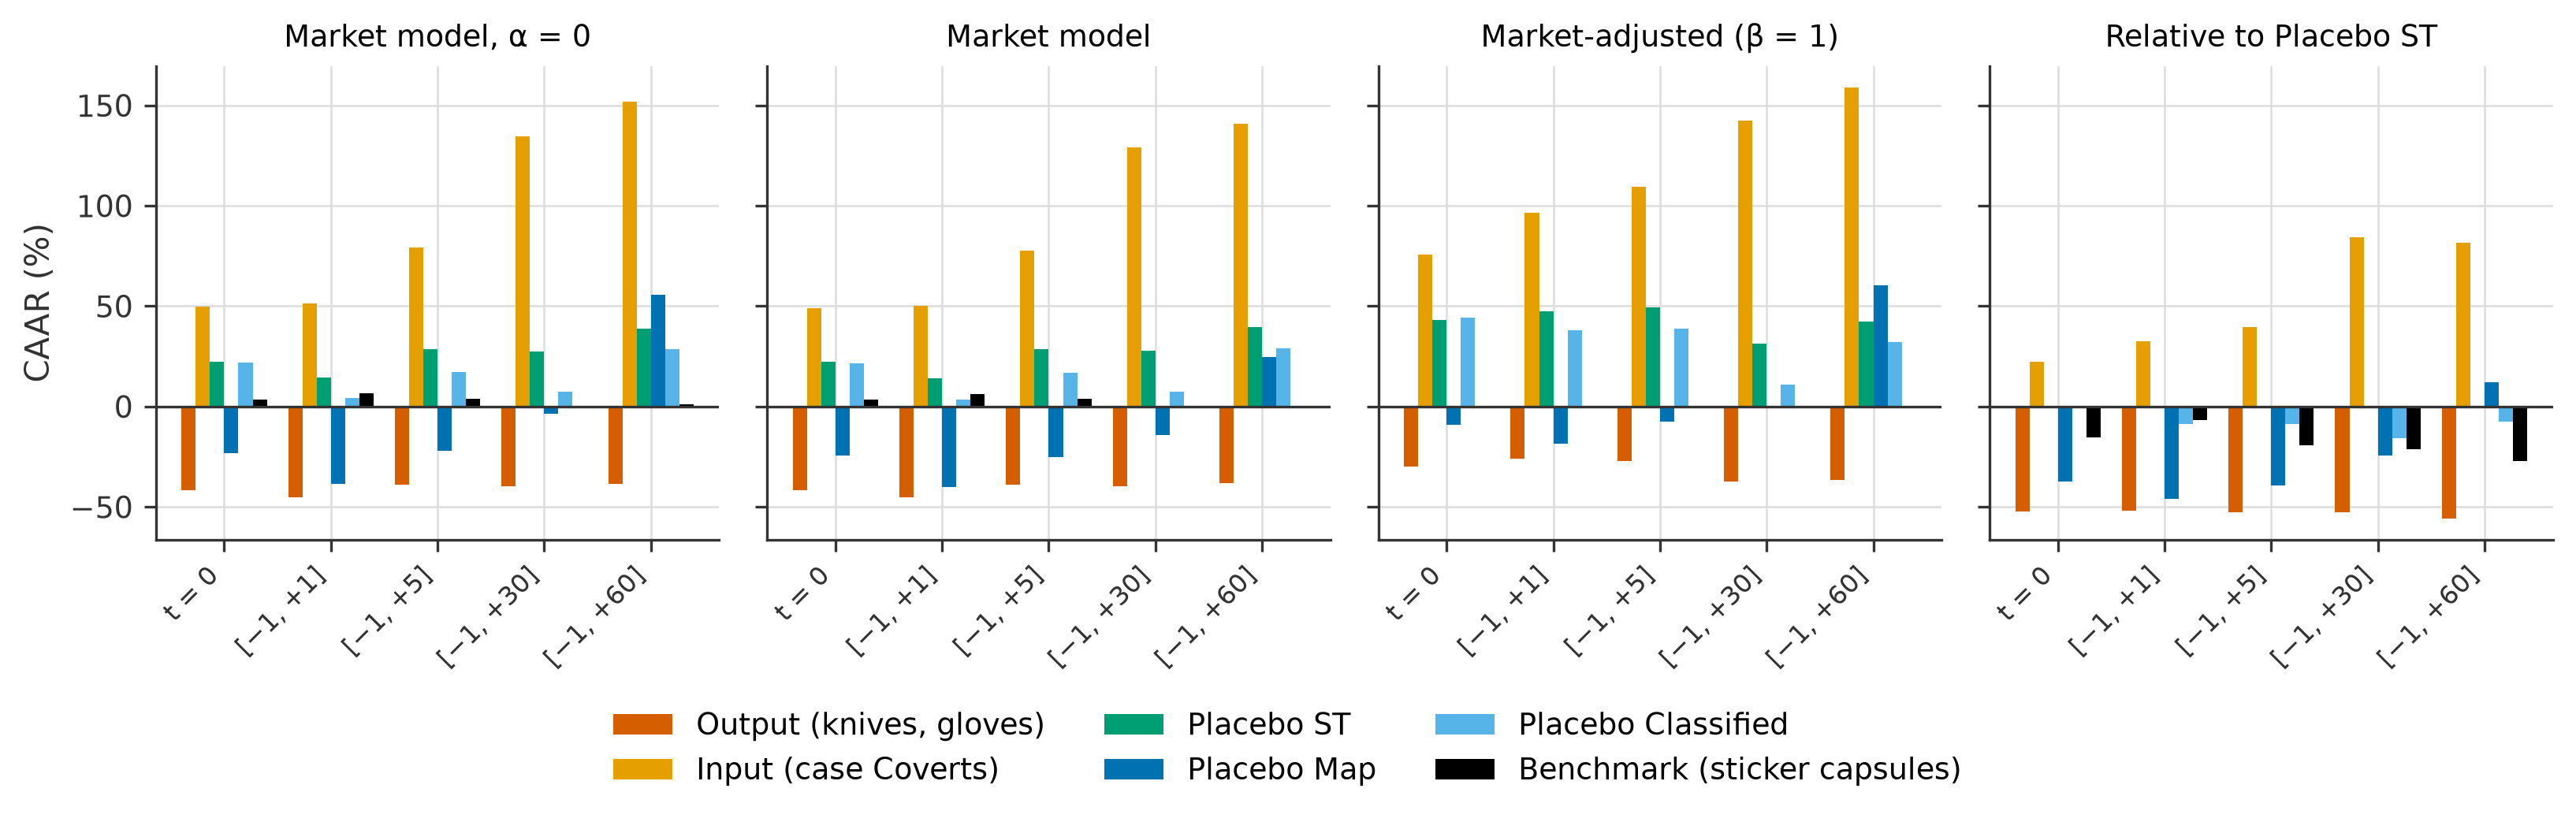 Market model, α = 0
Market model
Market-adjusted (β = 1)
Relative to Placebo ST
CAAR (%)
150
100
50
0
−50
t = 0
[−1, +1]
[−1, +5]
[−1, +30]
[−1, +60]
t = 0
[−1, +1]
[−1, +5]
[−1, +30]
[−1, +60]
t = 0
[−1, +1]
[−1, +5]
[−1, +30]
[−1, +60]
t = 0
[−1, +1]
[−1, +5]
[−1, +30]
[−1, +60]
Output (knives, gloves)
Input (case Coverts)
Placebo ST
Placebo Map
Placebo Classified
Benchmark (sticker capsules)